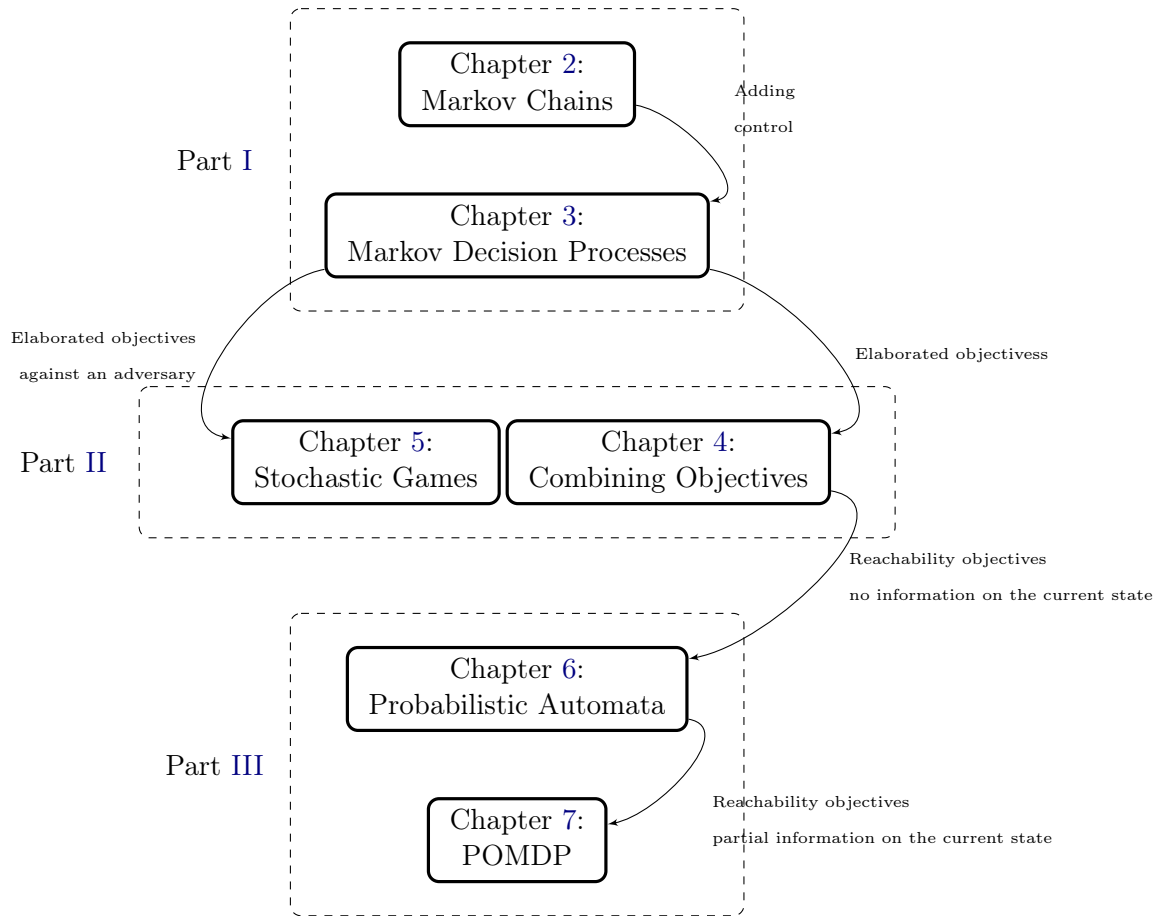 Chapter 2:
Markov Chains
Adding
control
Part I
Chapter 3:
Markov Decision Processes
Elaborated objectives
against an adversary
Elaborated objectivess
Part II
Chapter 5:
Stochastic Games
Chapter 4:
Combining Objectives
Reachability objectives
no information on the current state
Chapter 6:
Probabilistic Automata
Part III
Reachability objectives
partial information on the current state
Chapter 7:
POMDP